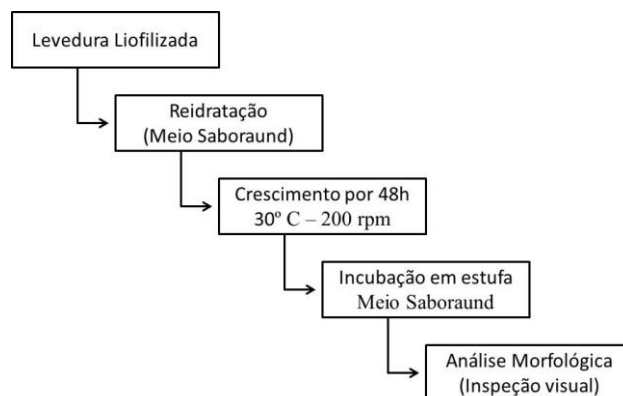 Levedura Liofilizada
Reidratação
(Meio Saboraund)
Crescimento por 48h
30º C – 200 rpm
Incubação em estufa
Meio Saboraund
Análise Morfológica
(Inspeção visual)